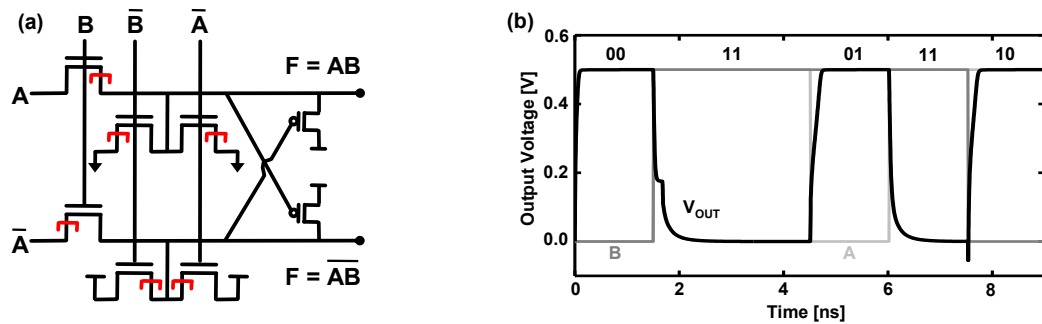 (a)
B B̅ A̅
F = AB
A
A̅
F = A̅B̅
(b)
0.6
0.4
0.2
0.0
Output Voltage [V]
00 11 01 11 10
V_OUT
B A
0 2 4 6 8
Time [ns]